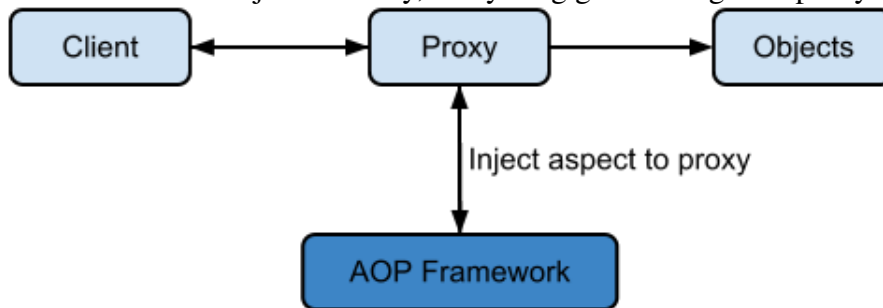 Client
Proxy
Objects
Inject aspect to proxy
AOP Framework